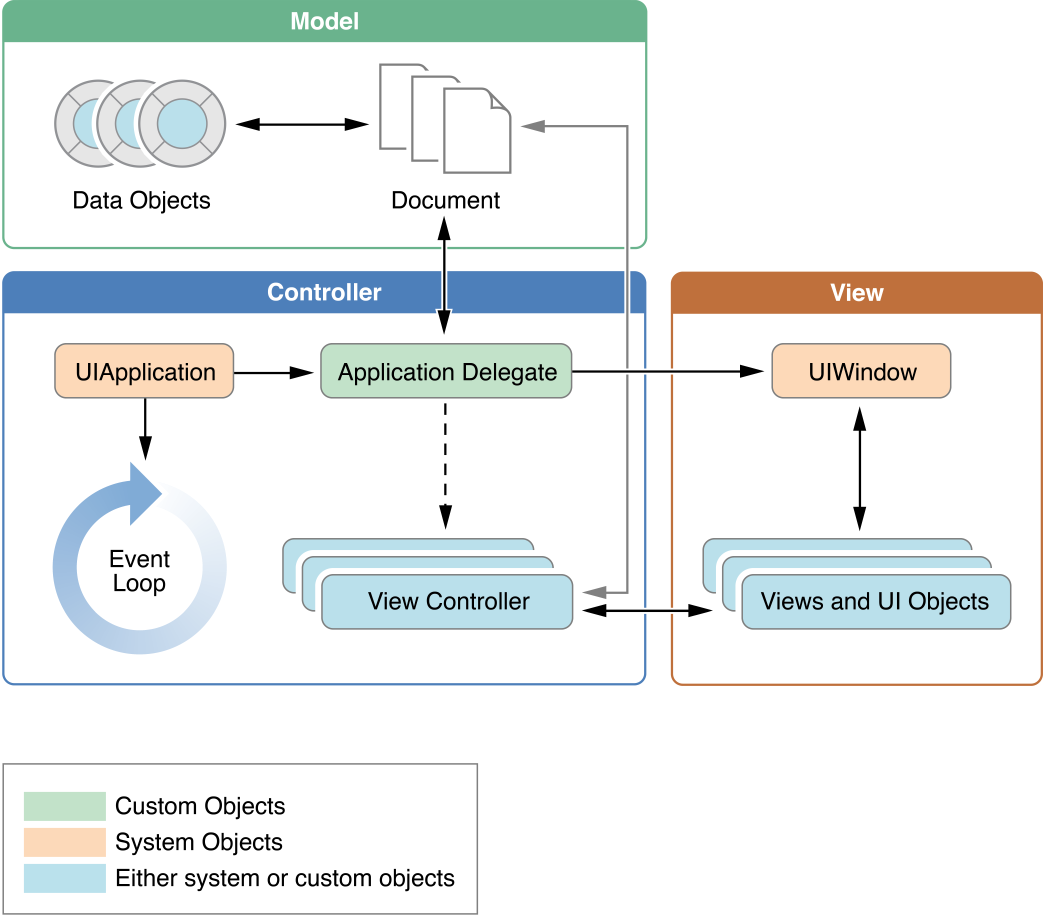 Model
Data Objects
Document
Controller
View
UIApplication
Application Delegate
UIWindow
Event
Loop
View Controller
Views and UI Objects
Custom Objects
System Objects
Either system or custom objects